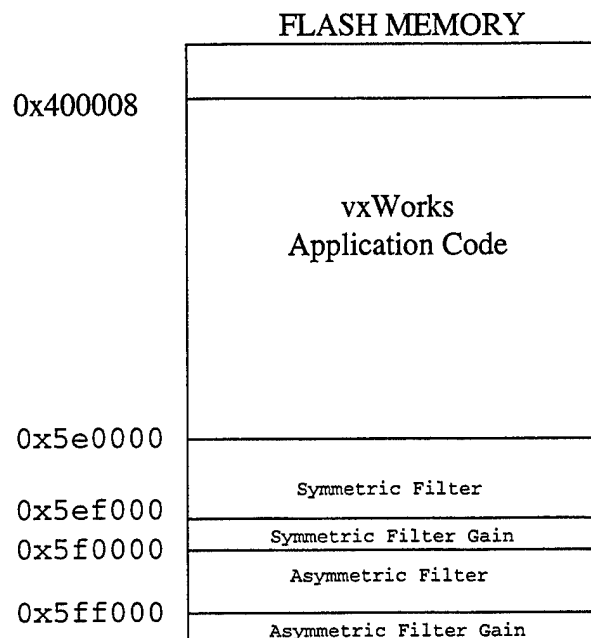 FLASH MEMORY
0x400008
vxWorks
Application Code
0x5e0000
Symmetric Filter
0x5ef000
Symmetric Filter Gain
0x5f0000
Asymmetric Filter
0x5ff000
Asymmetric Filter Gain